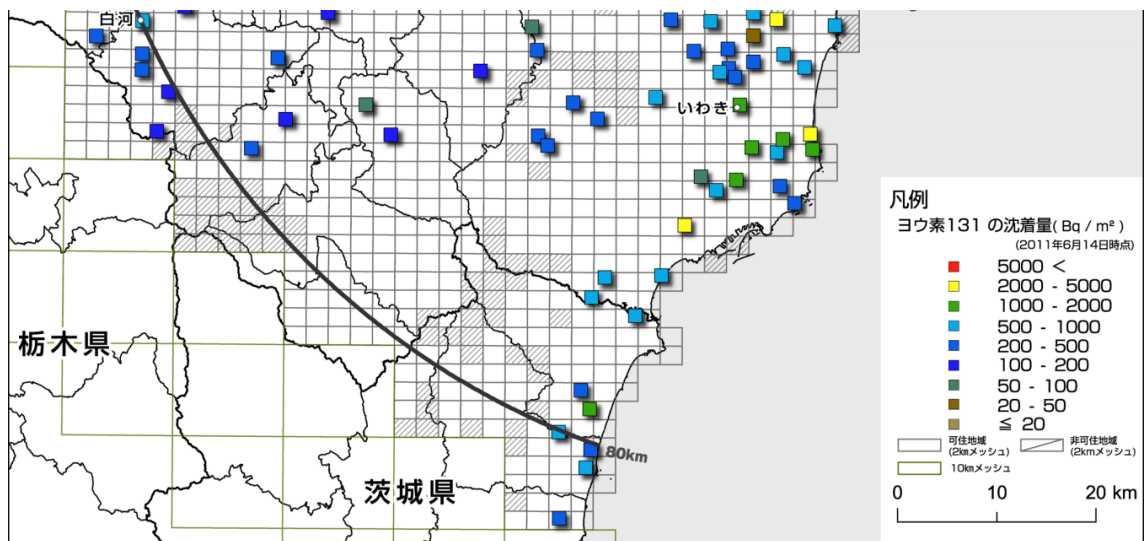 白河
いわき
栃木県
茨城県
80km
凡例
ヨウ素131 の沈着量( Bq / m² )
(2011年6月14日時点)
5000 <
2000 - 5000
1000 - 2000
500 - 1000
200 - 500
100 - 200
50 - 100
20 - 50
≦ 20
可住地域
(2kmメッシュ)
非可住地域
(2kmメッシュ)
10kmメッシュ
0 10 20 km